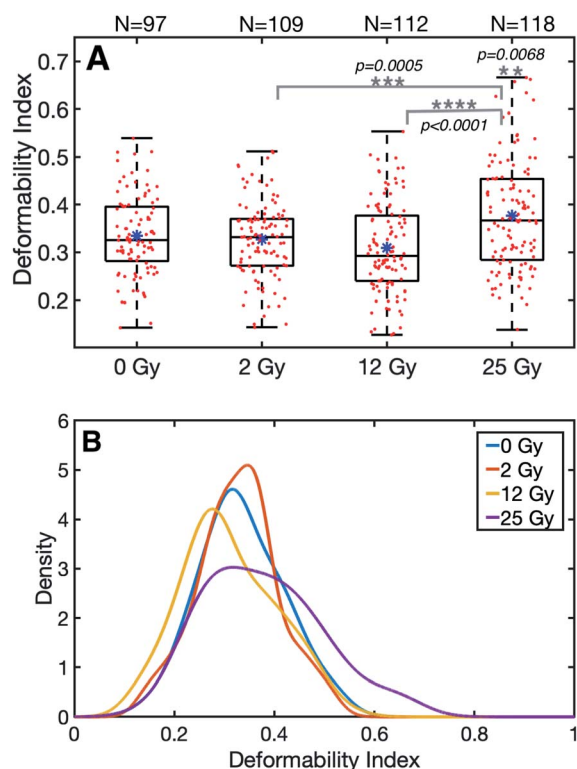 N=97 N=109 N=112 N=118
A
p=0.0068
**
p=0.0005
***
****
p<0.0001
Deformability Index
0.7
0.6
0.5
0.4
0.3
0.2
0 Gy 2 Gy 12 Gy 25 Gy
B
Density
6
5
4
3
2
1
0
0 Gy
2 Gy
12 Gy
25 Gy
0 0.2 0.4 0.6 0.8 1
Deformability Index